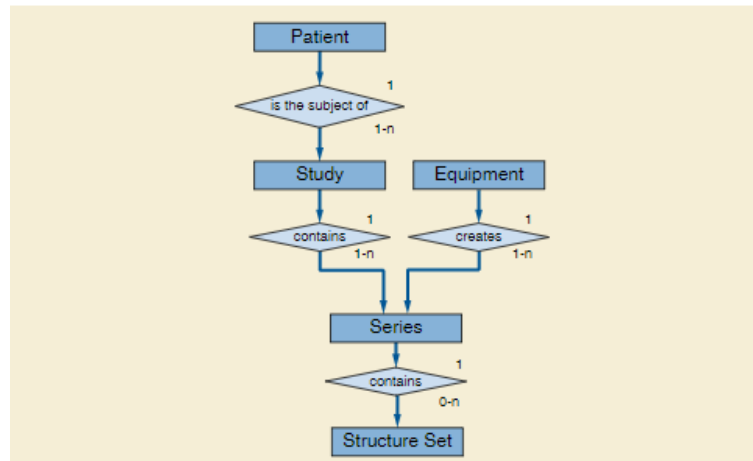 Patient
1
is the subject of
1-n
Study
Equipment
1
1
contains
creates
1-n
1-n
Series
1
contains
0-n
Structure Set